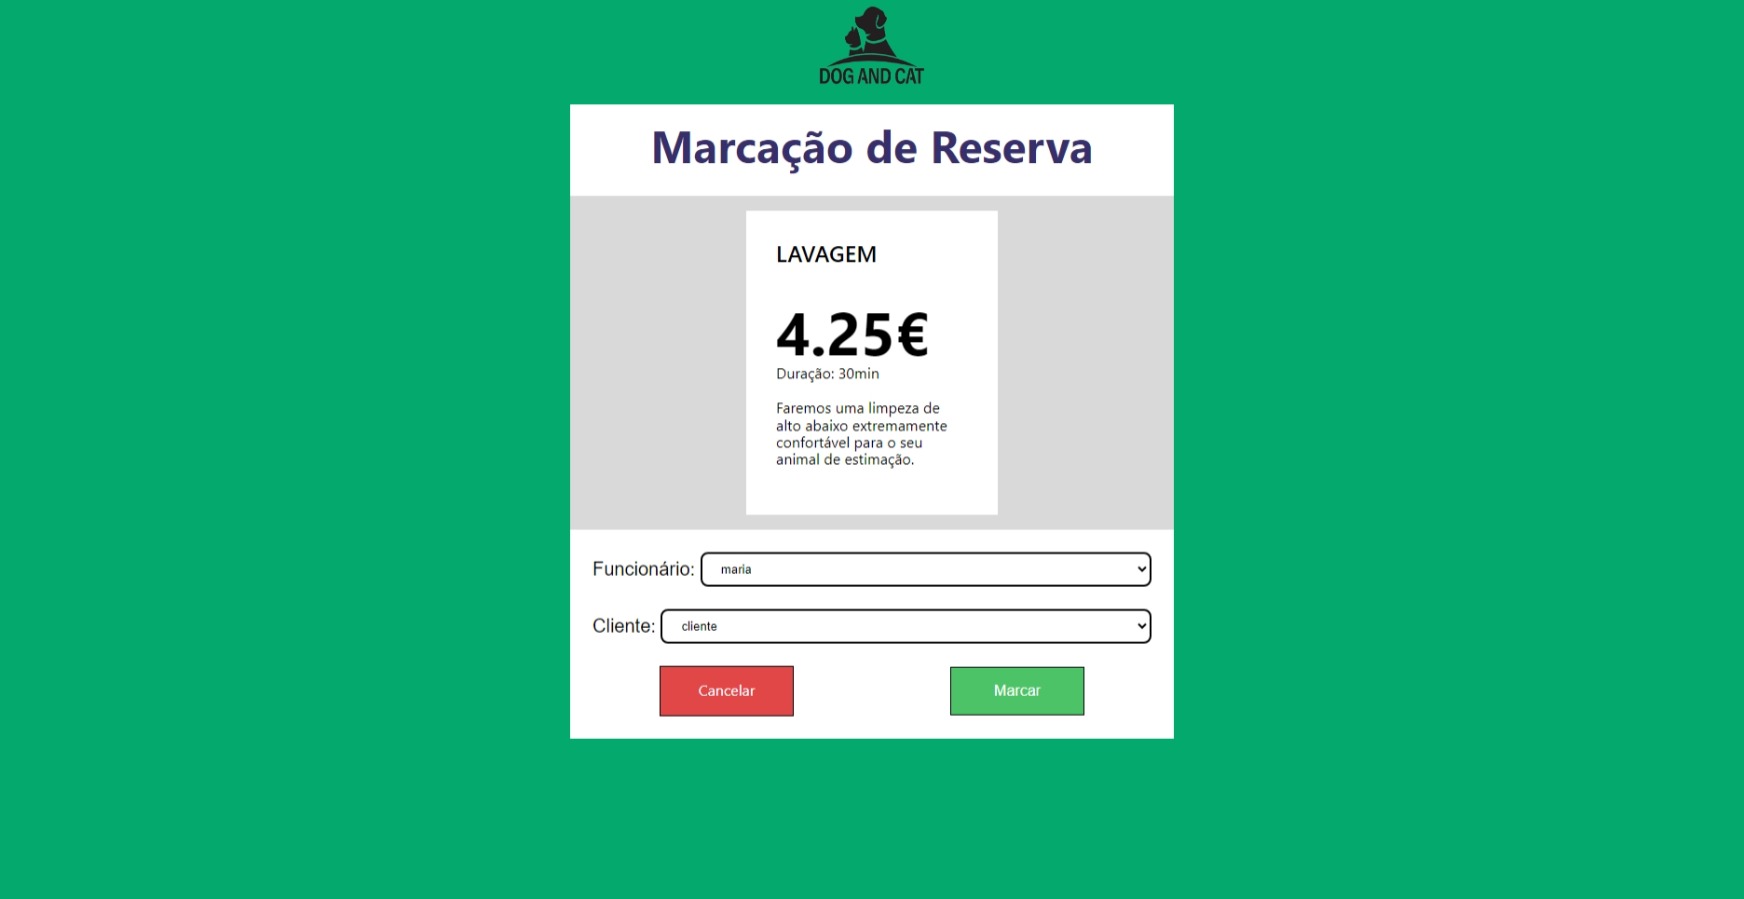 DOG AND CAT
Marcação de Reserva
LAVAGEM
4.25€
Duração: 30min
Faremos uma limpeza de
alto abaixo extremamente
confortável para o seu
animal de estimação.
Funcionário: maria
Cliente: cliente
Cancelar Marcar